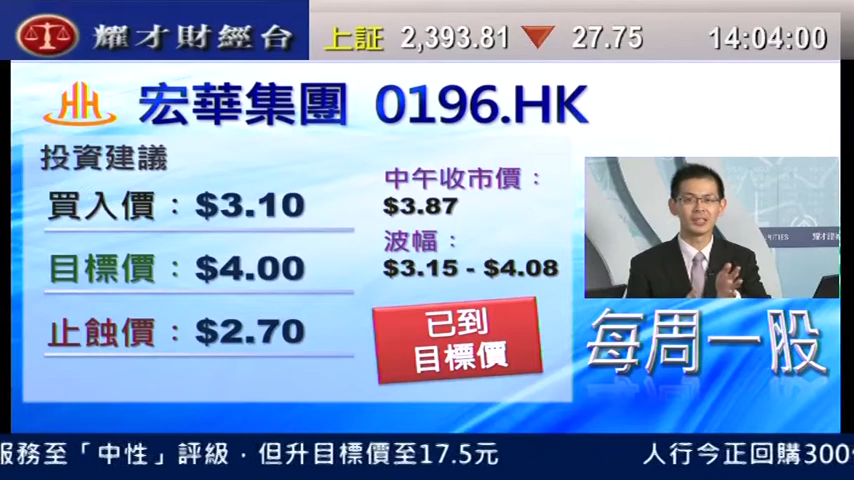 耀才財經台
上証 2,393.81 27.75 14:04:00
HH 宏華集團 0196.HK
投資建議
買入價：$3.10
目標價：$4.00
止蝕價：$2.70
中午收市價：
$3.87
波幅：
$3.15 - $4.08
已到
目標價
每周一股
服務至「中性」評級，但升目標價至17.5元 人行今正回購300